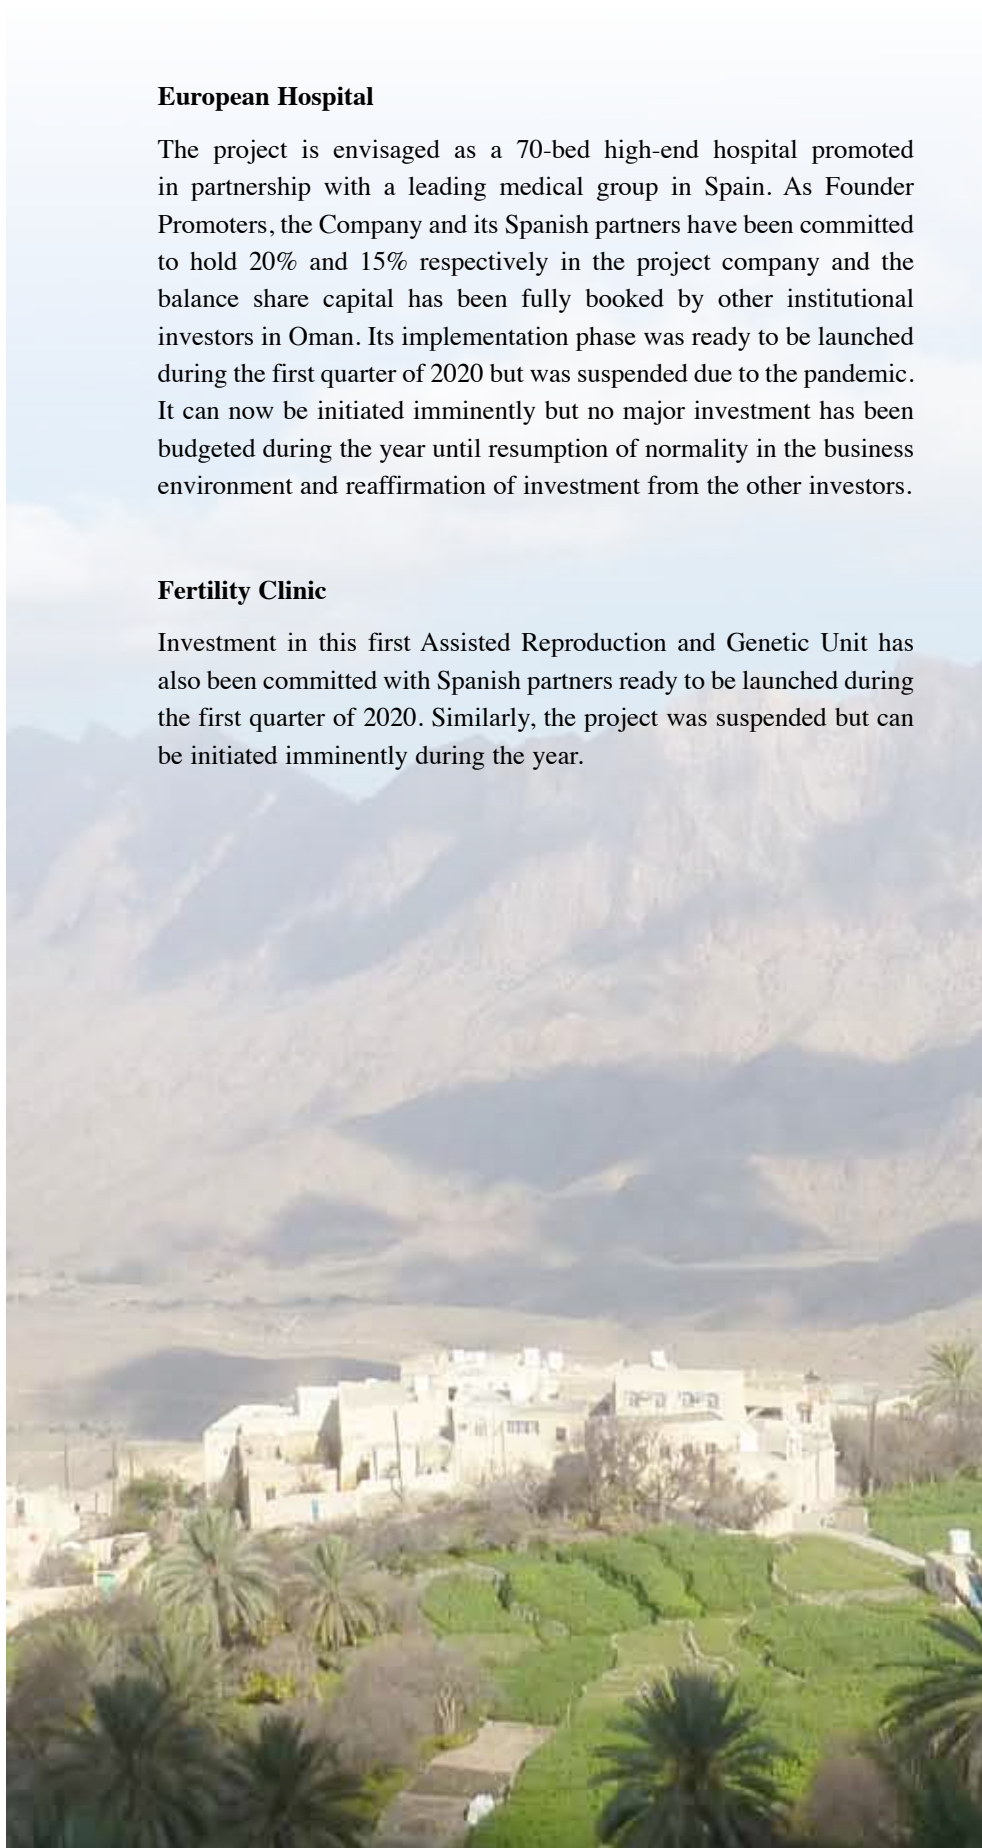 European Hospital
The project is envisaged as a 70-bed high-end hospital promoted
in partnership with a leading medical group in Spain. As Founder
Promoters, the Company and its Spanish partners have been committed
to hold 20% and 15% respectively in the project company and the
balance share capital has been fully booked by other institutional
investors in Oman. Its implementation phase was ready to be launched
during the first quarter of 2020 but was suspended due to the pandemic.
It can now be initiated imminently but no major investment has been
budgeted during the year until resumption of normality in the business
environment and reaffirmation of investment from the other investors.
Fertility Clinic
Investment in this first Assisted Reproduction and Genetic Unit has
also been committed with Spanish partners ready to be launched during
the first quarter of 2020. Similarly, the project was suspended but can
be initiated imminently during the year.